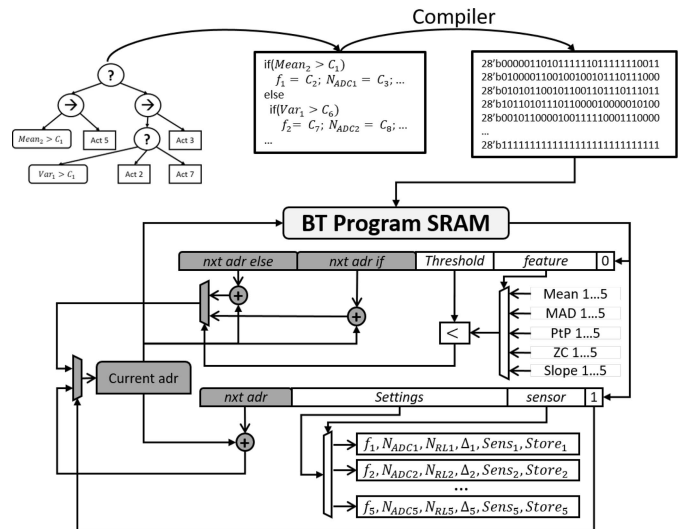 Compiler
?
→ →
Mean₂ > C₁
Act 5
?
Act 3
Var₁ > C₁
Act 2
Act 7
if(Mean₂ > C₁)
f₁ = C₂; N_ADC1 = C₃; ...
else
if(Var₁ > C₆)
f₂= C₇; N_ADC2 = C₈; ...
...
28'b0000011010111111011111110011
28'b0100001100100100101110111000
28'b0101011001011001101110111011
28'b1011010111011000010000010100
28'b0010110000100111110001110000
...
28'b1111111111111111111111111111
BT Program SRAM
nxt adr else nxt adr if Threshold feature 0
+
+
<
Mean 1...5
MAD 1...5
PtP 1...5
ZC 1...5
Slope 1...5
Current adr
nxt adr Settings sensor 1
+
f₁, N_ADC1, N_RL1, Δ₁, Sens₁, Store₁
f₂, N_ADC2, N_RL2, Δ₂, Sens₂, Store₂
...
f₅, N_ADC5, N_RL5, Δ₅, Sens₅, Store₅